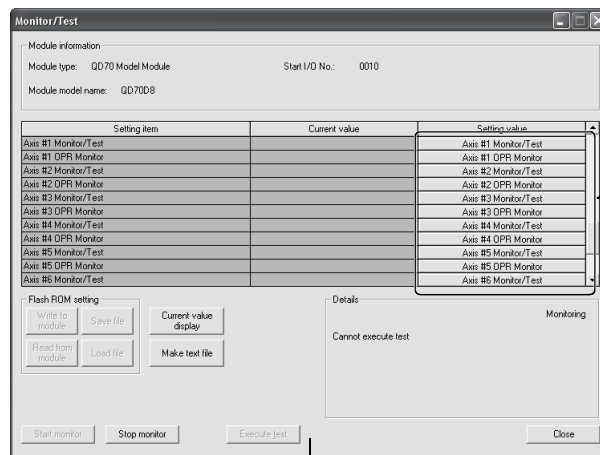 Monitor/Test
Module information
Module type: QD70 Model Module Start I/O No.: 0010
Module model name: QD70D8
Setting item Current value Setting value
Axis #1 Monitor/Test Axis #1 Monitor/Test
Axis #1 OPR Monitor Axis #1 OPR Monitor
Axis #2 Monitor/Test Axis #2 Monitor/Test
Axis #2 OPR Monitor Axis #2 OPR Monitor
Axis #3 Monitor/Test Axis #3 Monitor/Test
Axis #3 OPR Monitor Axis #3 OPR Monitor
Axis #4 Monitor/Test Axis #4 Monitor/Test
Axis #4 OPR Monitor Axis #4 OPR Monitor
Axis #5 Monitor/Test Axis #5 Monitor/Test
Axis #5 OPR Monitor Axis #5 OPR Monitor
Axis #6 Monitor/Test Axis #6 Monitor/Test
Flash ROM setting
Write to module
Save file
Read from module
Load file
Current value display
Make text file
Details
Monitoring
Cannot execute test
Start monitor Stop monitor Execute test Close